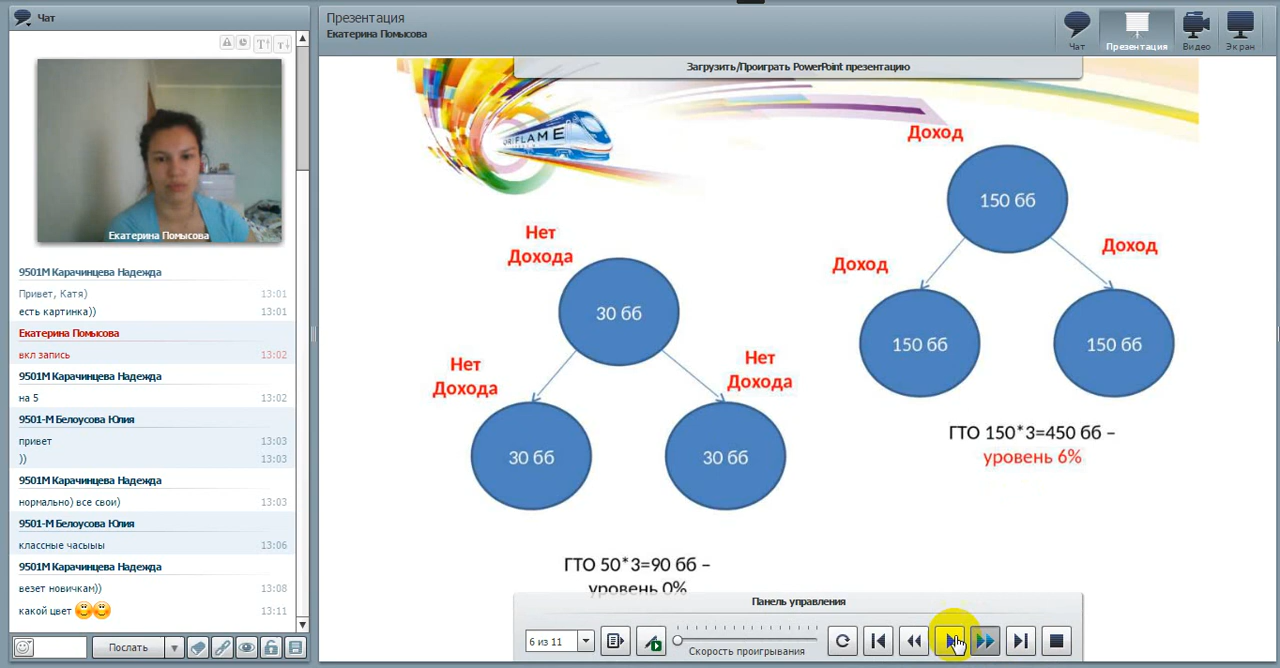 Чат
Екатерина Помысова
9501М Карачинцева Надежда
Привет, Катя) 13:01
есть картинка)) 13:01
Екатерина Помысова
вкл запись 13:02
9501М Карачинцева Надежда
на 5 13:02
9501-М Белоусова Юлия
привет 13:03
)) 13:03
9501М Карачинцева Надежда
нормально) все свои) 13:03
9501-М Белоусова Юлия
классные часыыы 13:06
9501М Карачинцева Надежда
везет новичкам)) 13:08
какой цвет 13:11
Послать
Презентация
Екатерина Помысова
Чат
Презентация
Видео
Экран
Загрузить/Проиграть PowerPoint презентацию
ORIFLAME
Нет
Дохода
30 бб
Нет
Дохода
Нет
Дохода
30 бб
30 бб
ГТО 50*3=90 бб –
уровень 0%
Доход
150 бб
Доход
Доход
150 бб
150 бб
ГТО 150*3=450 бб –
уровень 6%
Панель управления
6 из 11
Скорость проигрывания